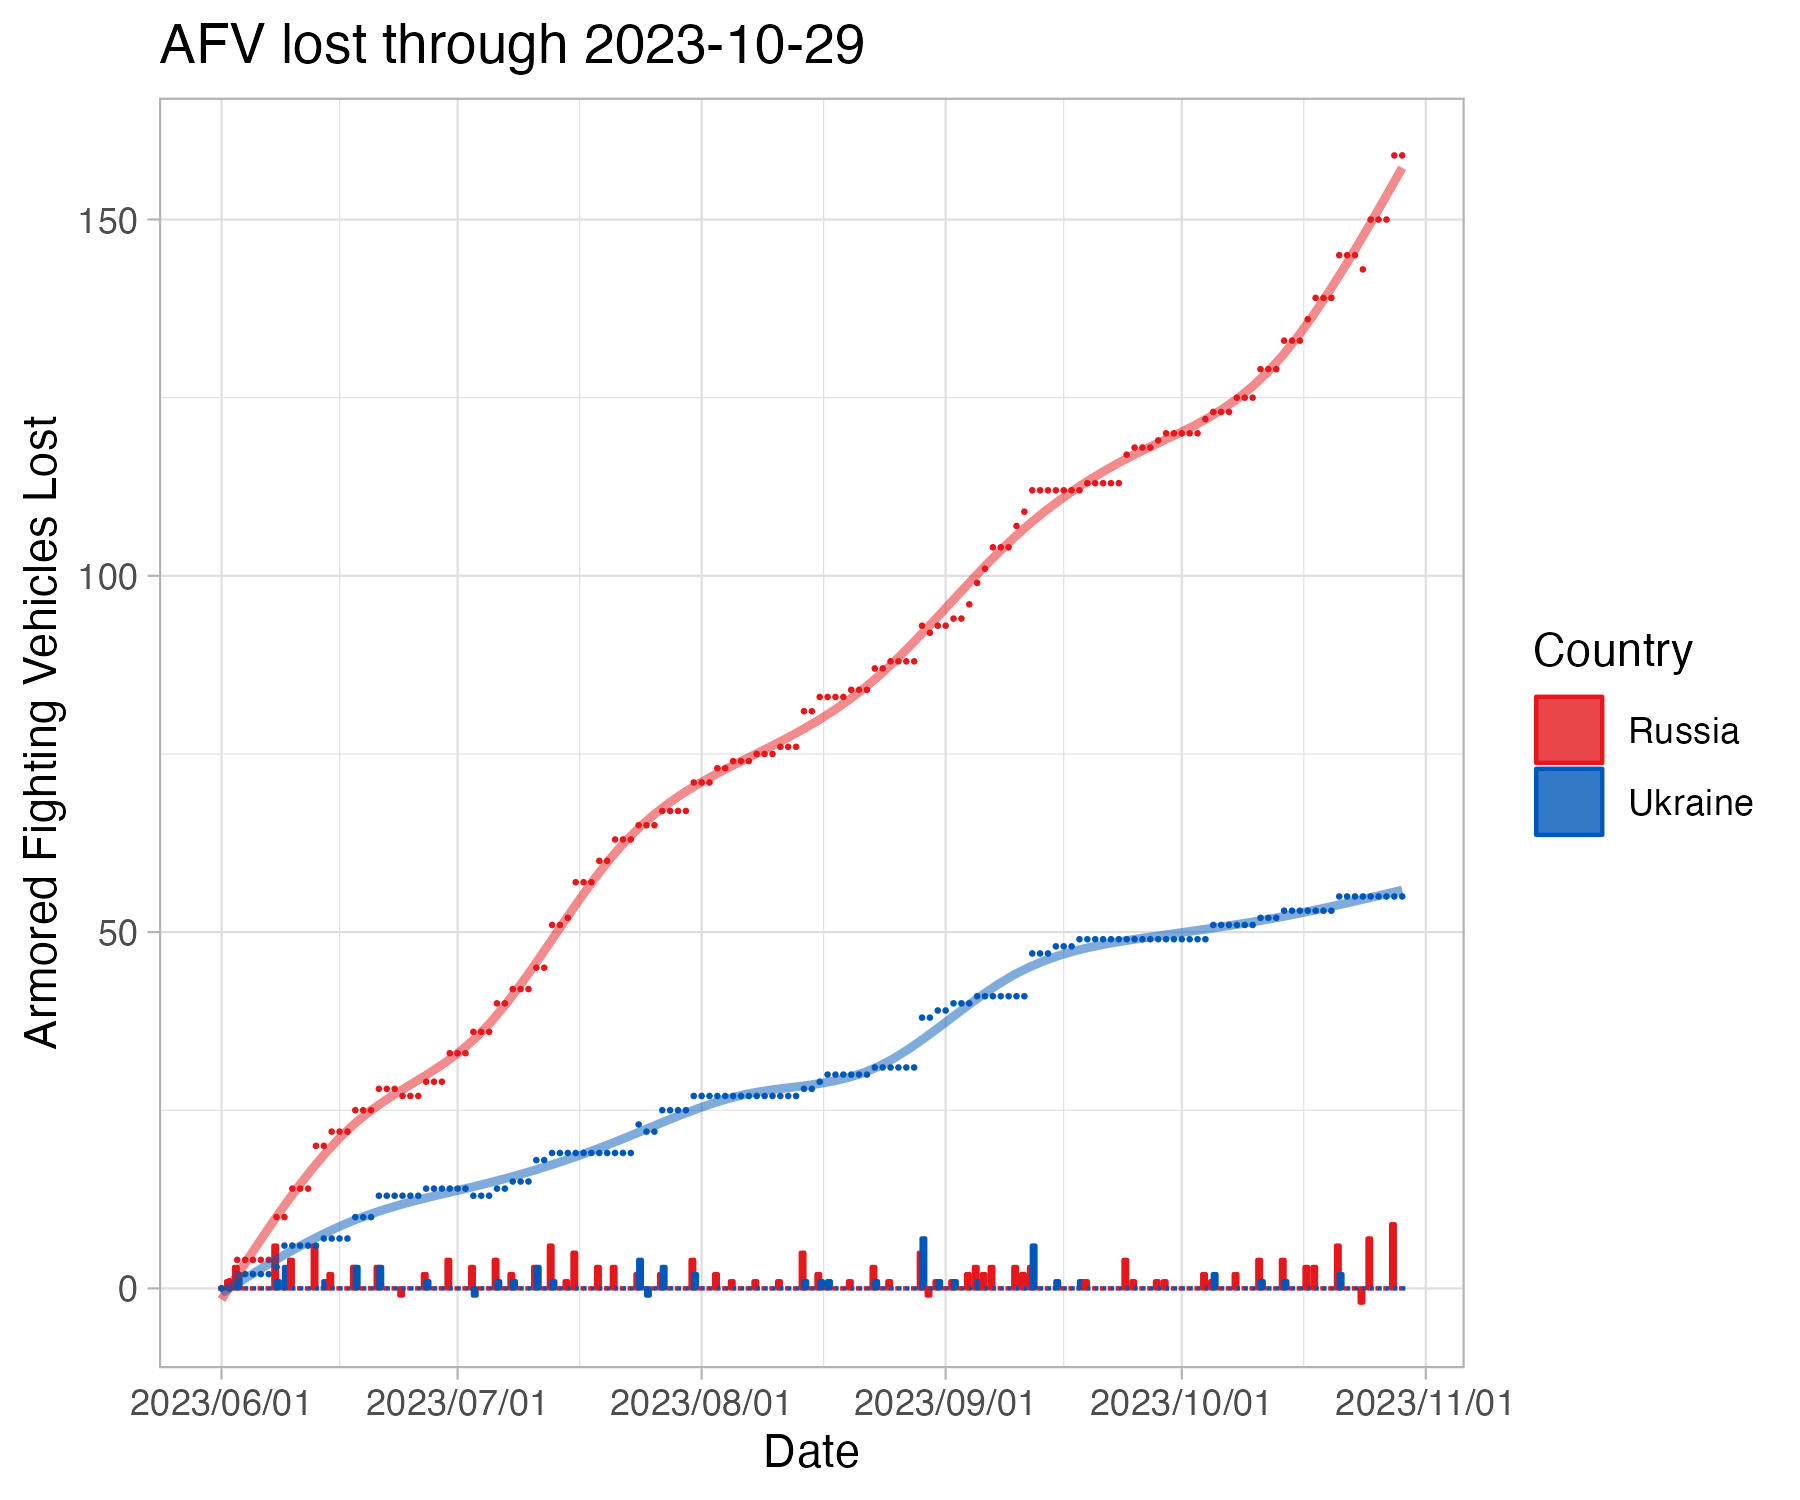 AFV lost through 2023-10-29
Armored Fighting Vehicles Lost
150
100
50
0
2023/06/01
2023/07/01
2023/08/01
2023/09/01
2023/10/01
2023/11/01
Date
Country
Russia
Ukraine